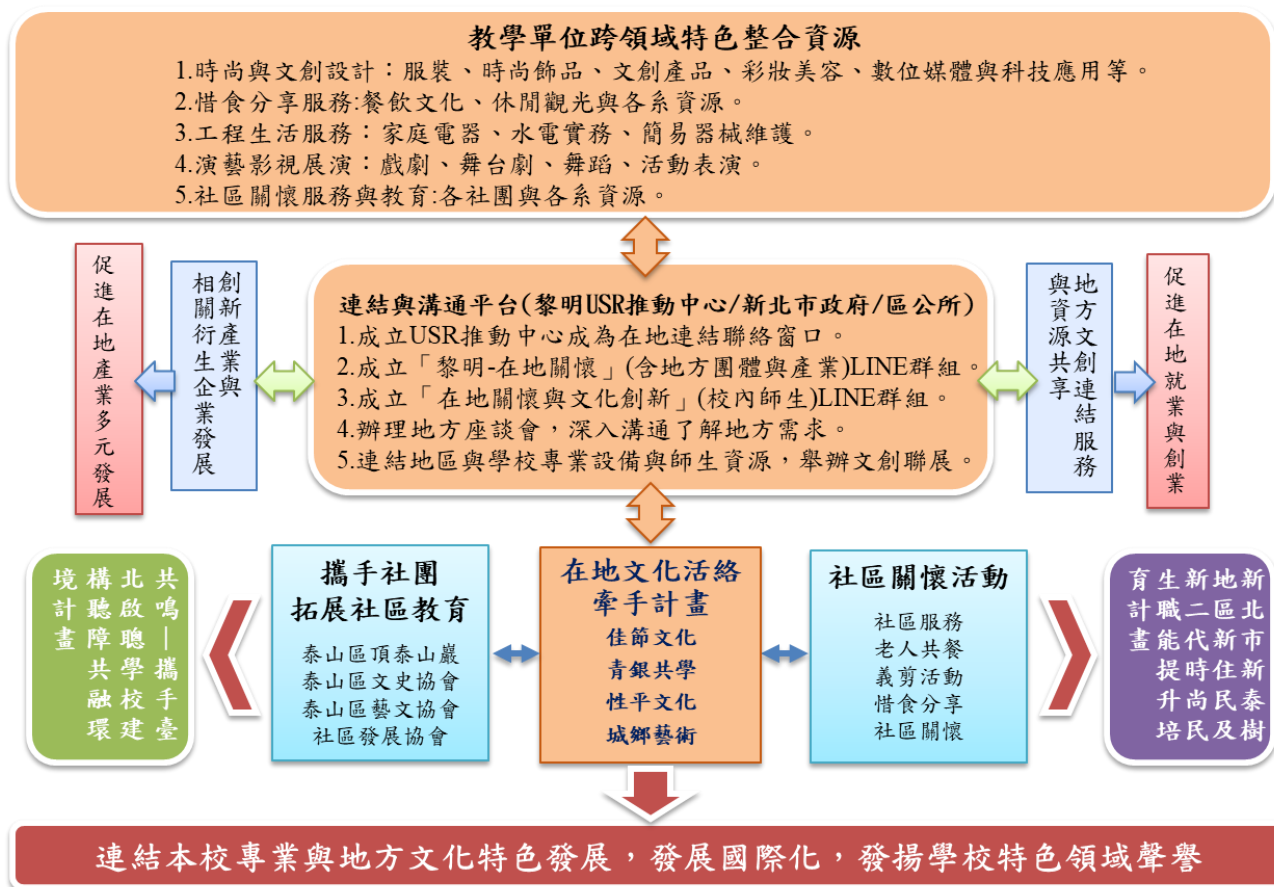 教學單位跨領域特色整合資源
1.時尚與文創設計：服裝、時尚飾品、文創產品、彩妝美容、數位媒體與科技應用等。
2.惜食分享服務:餐飲文化、休閒觀光與各系資源。
3.工程生活服務：家庭電器、水電實務、簡易器械維護。
4.演藝影視展演：戲劇、舞台劇、舞蹈、活動表演。
5.社區關懷服務與教育:各社團與各系資源。
促進在地產業多元發展
創新產業與
相關衍生企業發展
連結與溝通平台(黎明USR推動中心/新北市政府/區公所)
1.成立USR推動中心成為在地連結聯絡窗口。
2.成立「黎明-在地關懷」(含地方團體與產業)LINE群組。
3.成立「在地關懷與文化創新」(校內師生)LINE群組。
4.辦理地方座談會，深入溝通了解地方需求。
5.連結地區與學校專業設備與師生資源，舉辦文創聯展。
地方文創連結服務
與資源共享
促進在地就業與創業
共鳴—攜手臺
北啟聰學校建
構聽障共融環
境計畫
攜手社團
拓展社區教育
泰山區頂泰山巖
泰山區文史協會
泰山區藝文協會
社區發展協會
在地文化活絡
牽手計畫
佳節文化
青銀共學
性平文化
城鄉藝術
社區關懷活動
社區服務
老人共餐
義剪活動
惜食分享
社區關懷
新北市新泰樹
地區新住民及
新二代時尚民
生職能提升培
育計畫
連結本校專業與地方文化特色發展，發展國際化，發揚學校特色領域聲譽